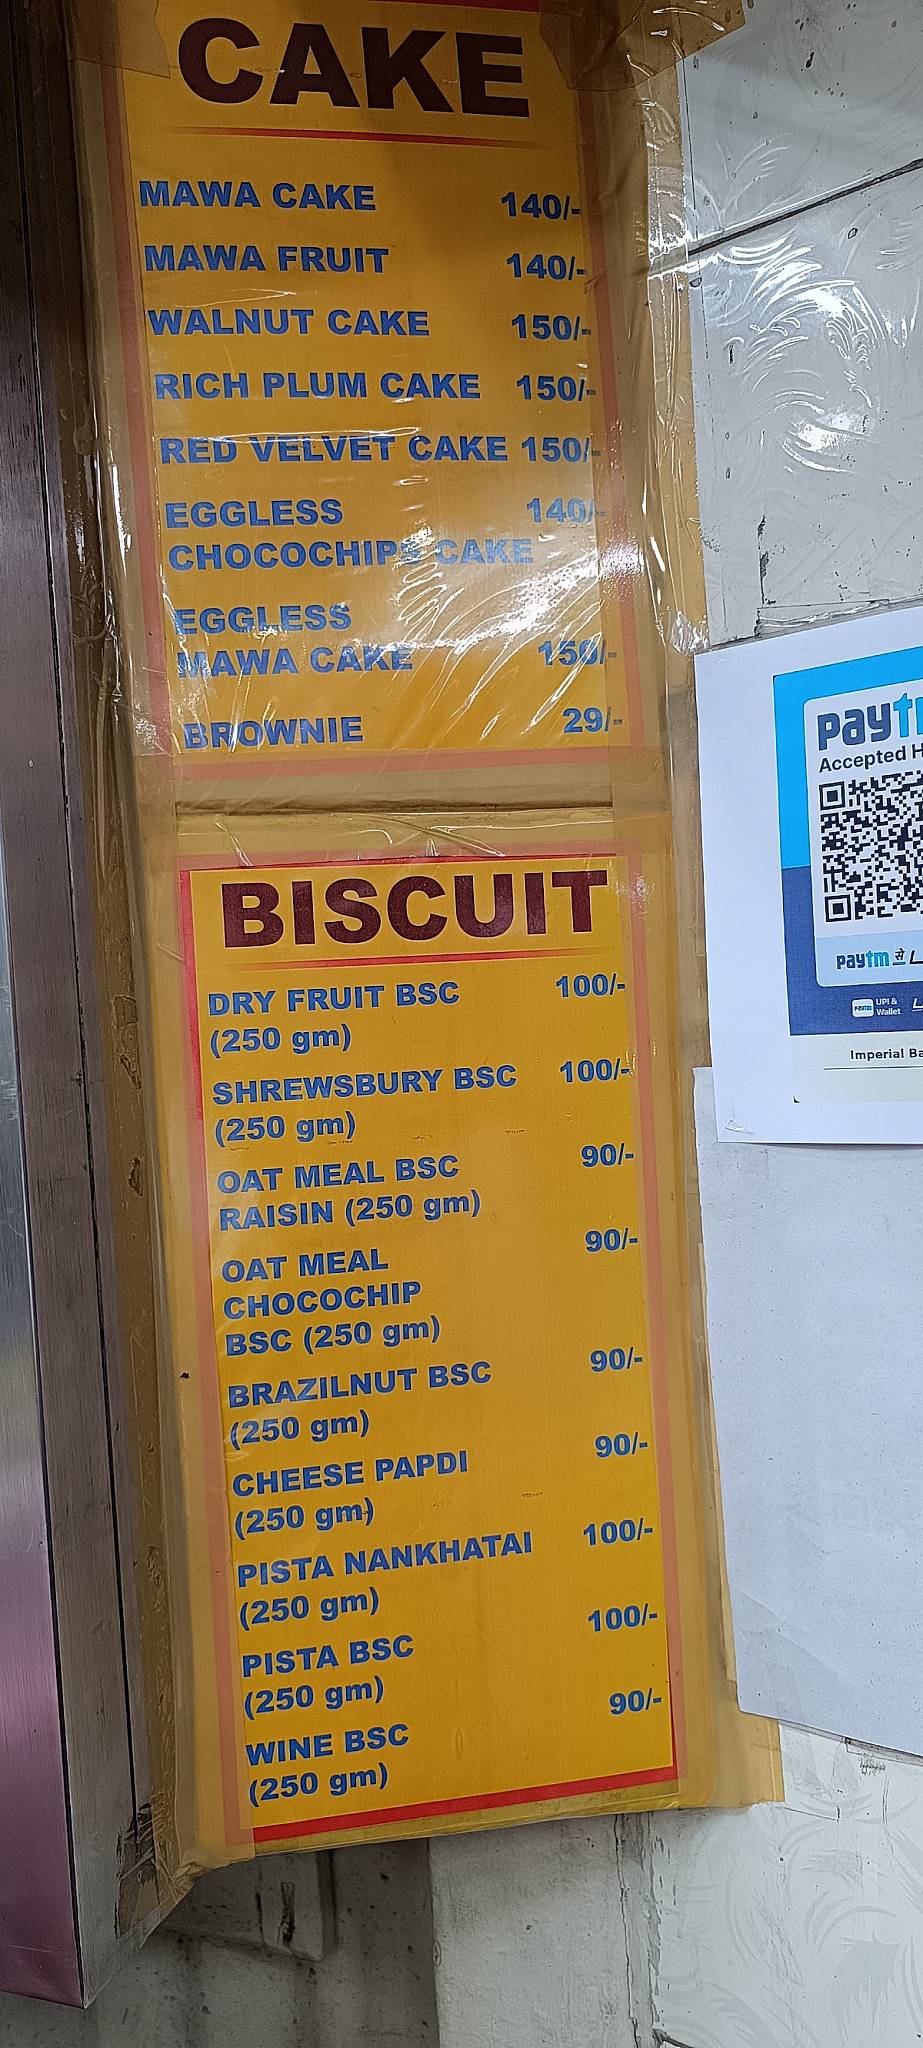 CAKE
MAWA CAKE 140/-
MAWA FRUIT 140/-
WALNUT CAKE 150/-
RICH PLUM CAKE 150/-
RED VELVET CAKE 150/-
EGGLESS 140/-
CHOCOCHIPS CAKE
EGGLESS
MAWA CAKE 150/-
BROWNIE 29/-
BISCUIT
DRY FRUIT BSC 100/-
(250 gm)
SHREWSBURY BSC 100/-
(250 gm)
OAT MEAL BSC 90/-
RAISIN (250 gm)
OAT MEAL 90/-
CHOCOCHIP
BSC (250 gm)
BRAZILNUT BSC 90/-
(250 gm)
CHEESE PAPDI 90/-
(250 gm)
PISTA NANKHATAI 100/-
(250 gm)
PISTA BSC 100/-
(250 gm)
WINE BSC 90/-
(250 gm)
paytm
Accepted
paytm से
UPI &
Wallet
Imperial